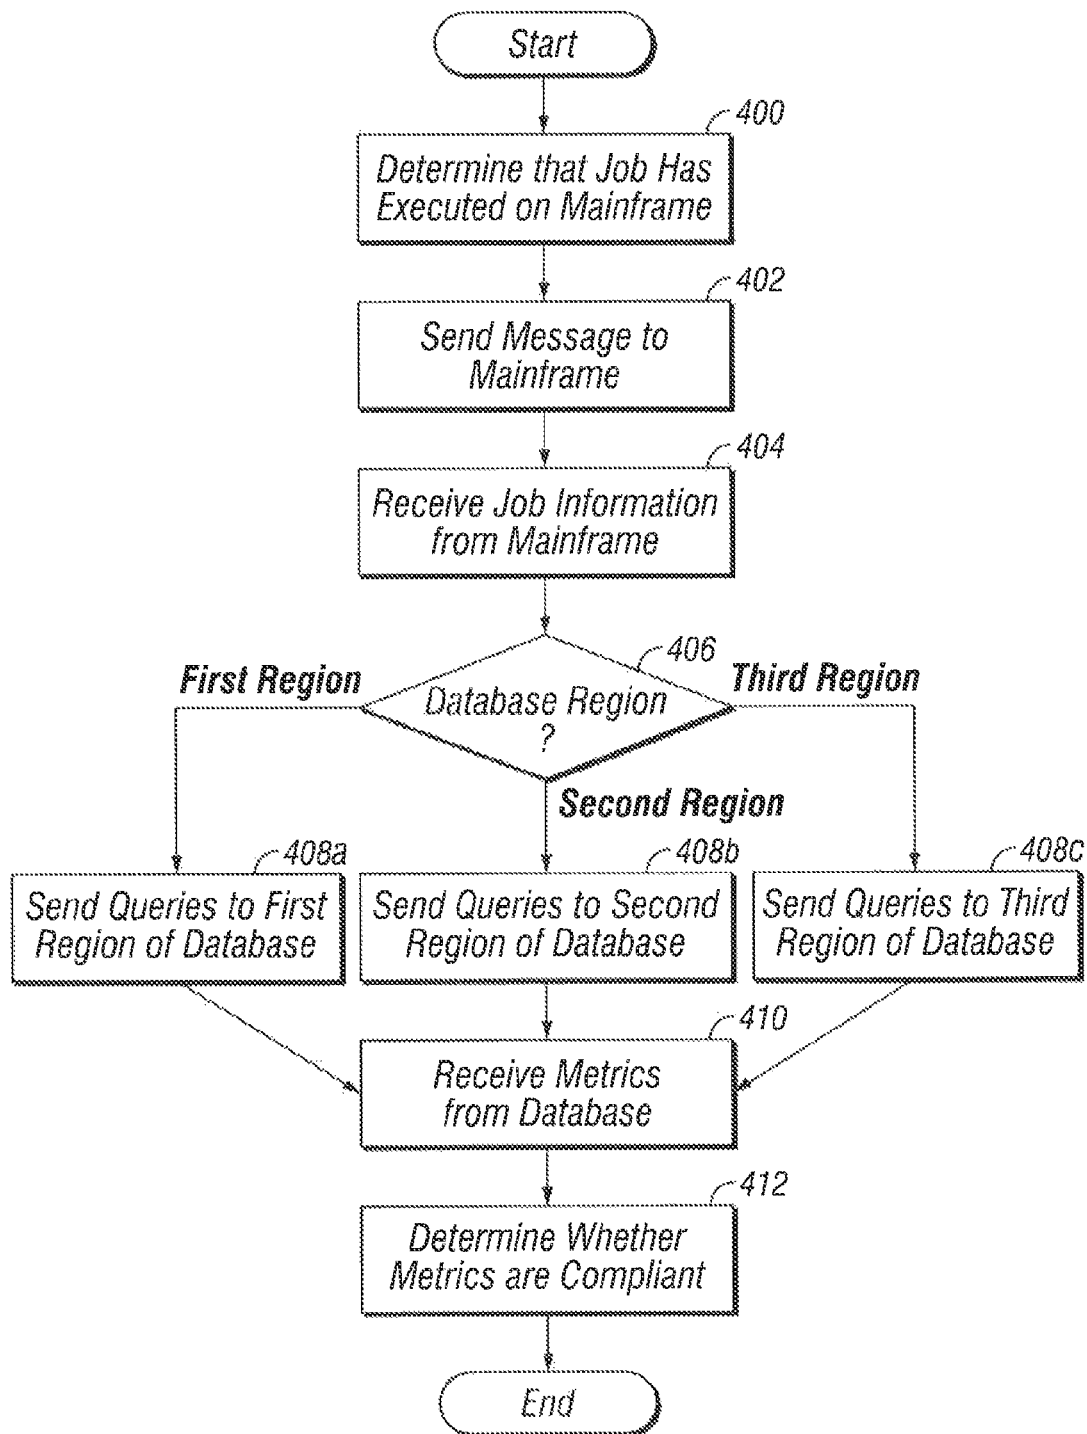 Start
400
Determine that Job Has
Executed on Mainframe
402
Send Message to
Mainframe
404
Receive Job Information
from Mainframe
406
First Region
Database Region
?
Third Region
Second Region
408a
Send Queries to First
Region of Database
408b
Send Queries to Second
Region of Database
408c
Send Queries to Third
Region of Database
410
Receive Metrics
from Database
412
Determine Whether
Metrics are Compliant
End